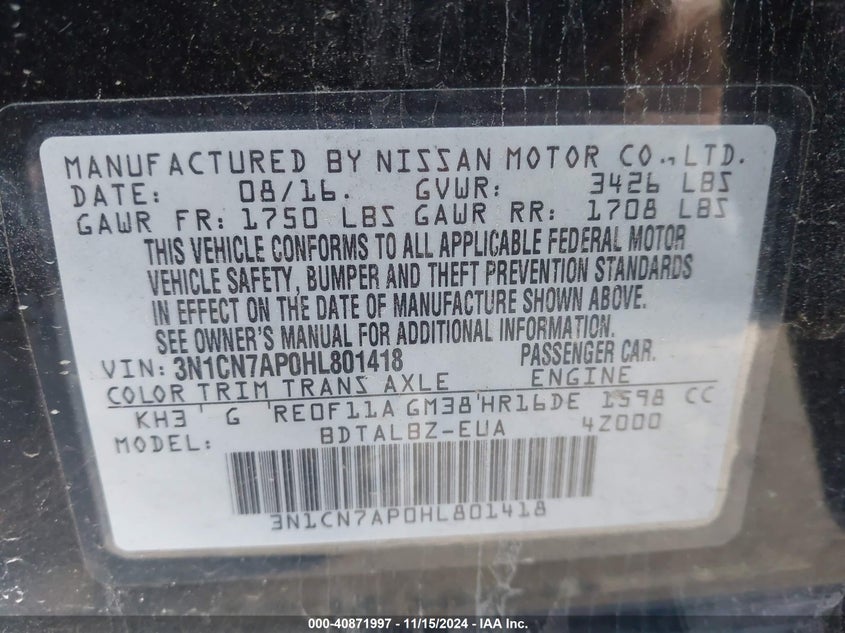 MANUFACTURED BY NISSAN MOTOR CO., LTD.
DATE: 08/16. GVWR: 3426 LBS
GAWR FR: 1750 LBS GAWR RR: 1708 LBS
THIS VEHICLE CONFORMS TO ALL APPLICABLE FEDERAL MOTOR
VEHICLE SAFETY, BUMPER AND THEFT PREVENTION STANDARDS
IN EFFECT ON THE DATE OF MANUFACTURE SHOWN ABOVE.
SEE OWNER'S MANUAL FOR ADDITIONAL INFORMATION.
VIN: 3N1CN7AP0HL801418 PASSENGER CAR.
COLOR TRIM TRANS AXLE ENGINE
KH3 ' G 'RE0F11A GM38'HR16DE 1598 CC
MODEL: BDTALBZ-EUA 4Z000
3N1CN7AP0HL801418
000-40871997 - 11/15/2024 - IAA, Inc.